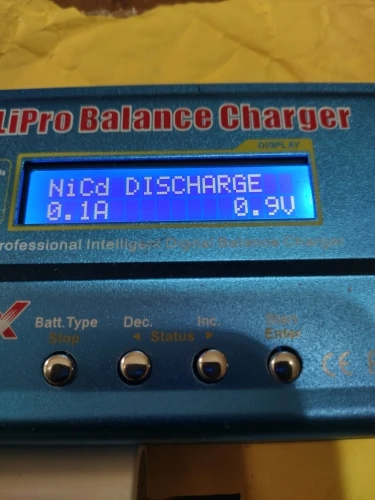 LiPro Balance Charger
DISPLAY
NiCd DISCHARGE
0.1A 0.9V
Professional Intelligent Digital Balance Charger
Batt.Type Dec. Inc. Start
Stop ◄ Status ► Enter
CE